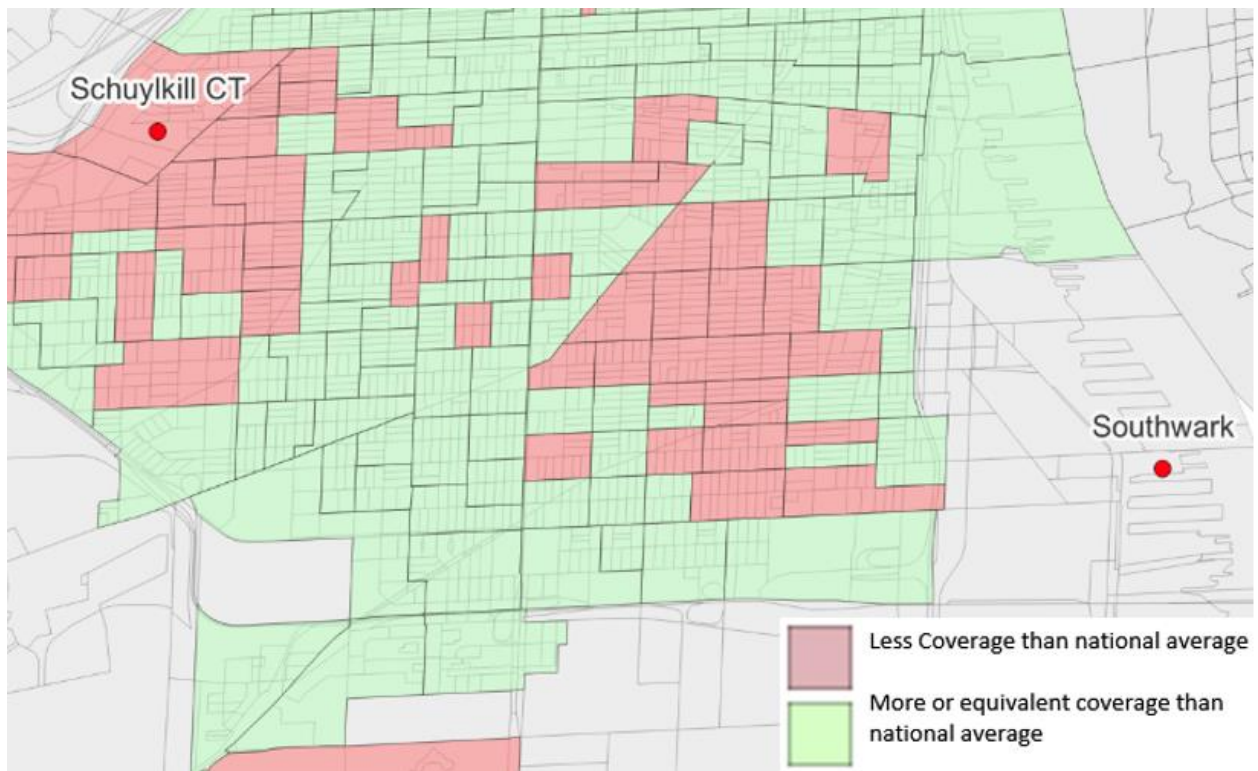 Schuylkill CT
Southwark
Less Coverage than national average
More or equivalent coverage than
national average